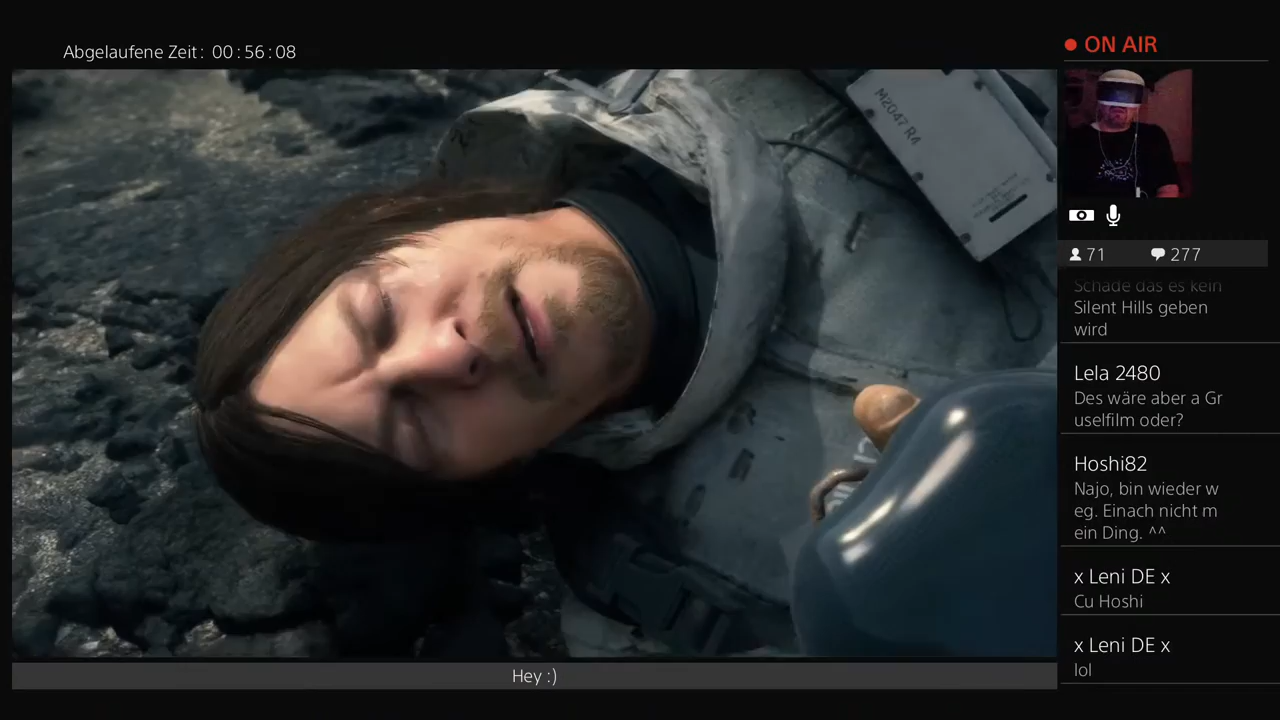 Abgelaufene Zeit: 00:56:08
ON AIR
M2047 R4
71 277
Schade das es kein
Silent Hills geben
wird
Lela 2480
Des wäre aber a Gr
uselfilm oder?
Hoshi82
Najo, bin wieder w
eg. Einach nicht m
ein Ding. ^^
x Leni DE x
Cu Hoshi
x Leni DE x
lol
Hey :)